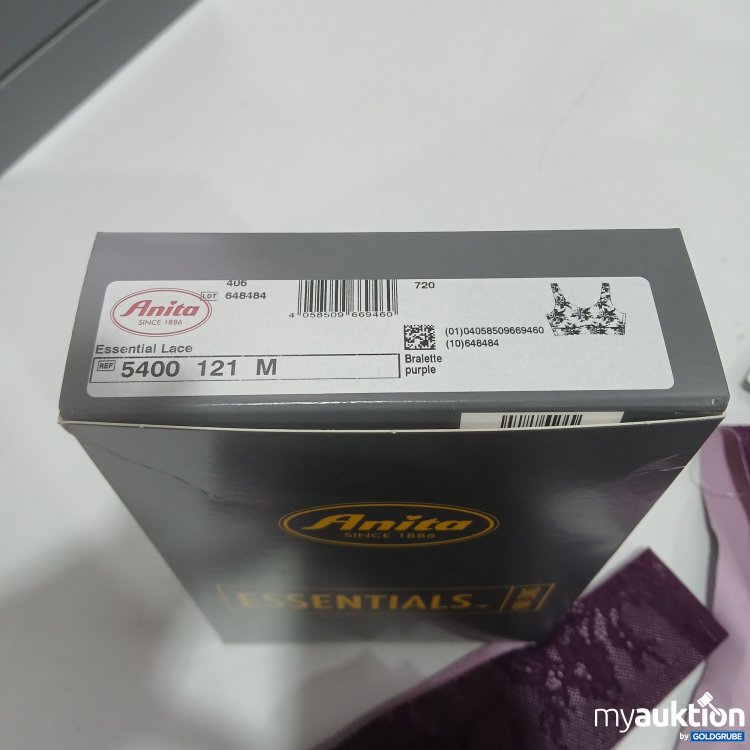 406
720
LOT 648484
Anita
SINCE 1886
4 058509 669460
(01)04058509669460
(10)648484
Essential Lace
REF 5400 121 M
Bralette
purple
Anita
SINCE 1886
ESSENTIALS
myauktion
by GOLDGRUBE